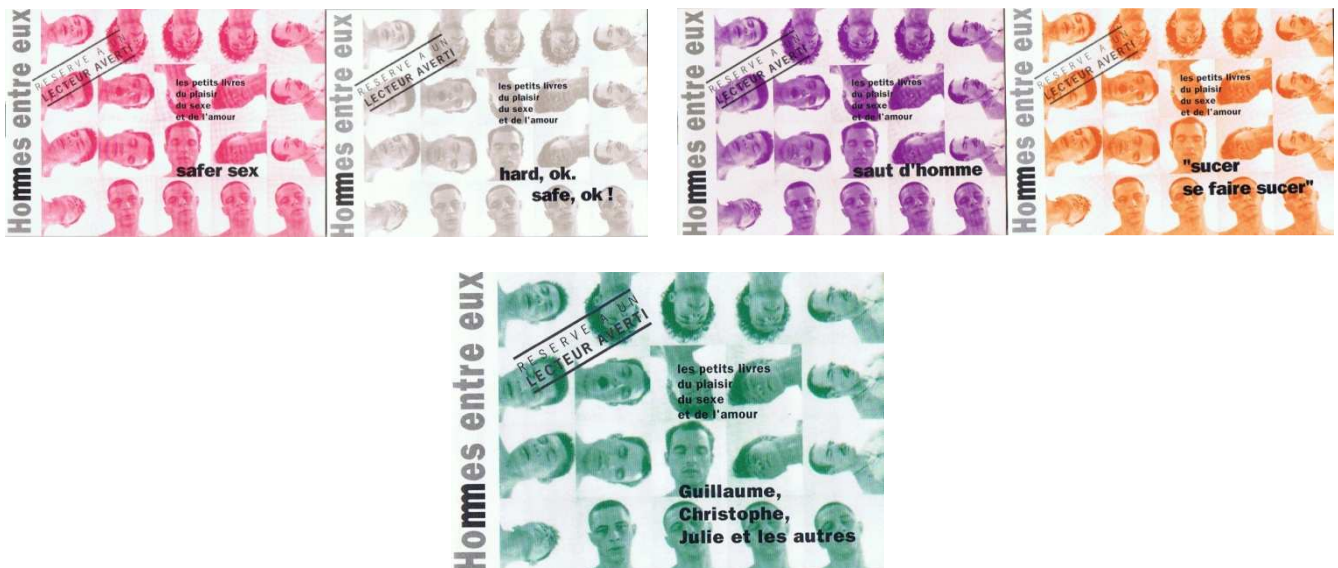 Hommes entre eux
RESERVE A UN
LECTEUR AVERTI
les petits livres
du plaisir
du sexe
et de l'amour
safer sex
Hommes entre eux
RESERVE A UN
LECTEUR AVERTI
les petits livres
du plaisir
du sexe
et de l'amour
hard, ok.
safe, ok !
Hommes entre eux
RESERVE A UN
LECTEUR AVERTI
les petits livres
du plaisir
du sexe
et de l'amour
saut d'homme
Hommes entre eux
RESERVE A UN
LECTEUR AVERTI
les petits livres
du plaisir
du sexe
et de l'amour
"sucer
se faire sucer"
Hommes entre eux
RESERVE A UN
LECTEUR AVERTI
les petits livres
du plaisir
du sexe
et de l'amour
Guillaume,
Christophe,
Julie et les autres